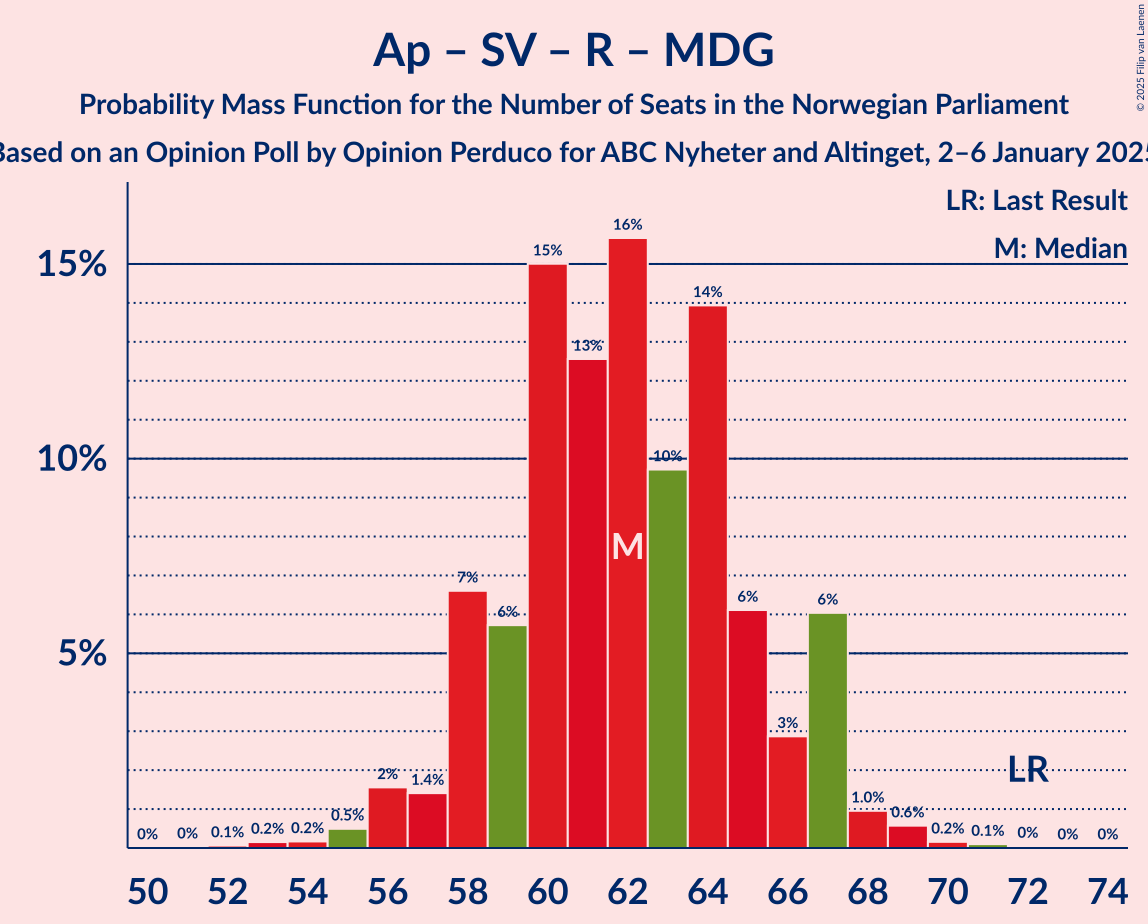 Ap – SV – R – MDG
Probability Mass Function for the Number of Seats in the Norwegian Parliament
Based on an Opinion Poll by Opinion Perduco for ABC Nyheter and Altinget, 2–6 January 2025
© 2025 Filip van Laenen
LR: Last Result
M: Median
15%
10%
5%
0% 0% 0.1% 0.2% 0.2% 0.5% 2% 1.4% 7% 6% 15% 13% 16% 10% 14% 6% 3% 6% 1.0% 0.6% 0.2% 0.1% 0% 0% 0%
M
LR
50 52 54 56 58 60 62 64 66 68 70 72 74